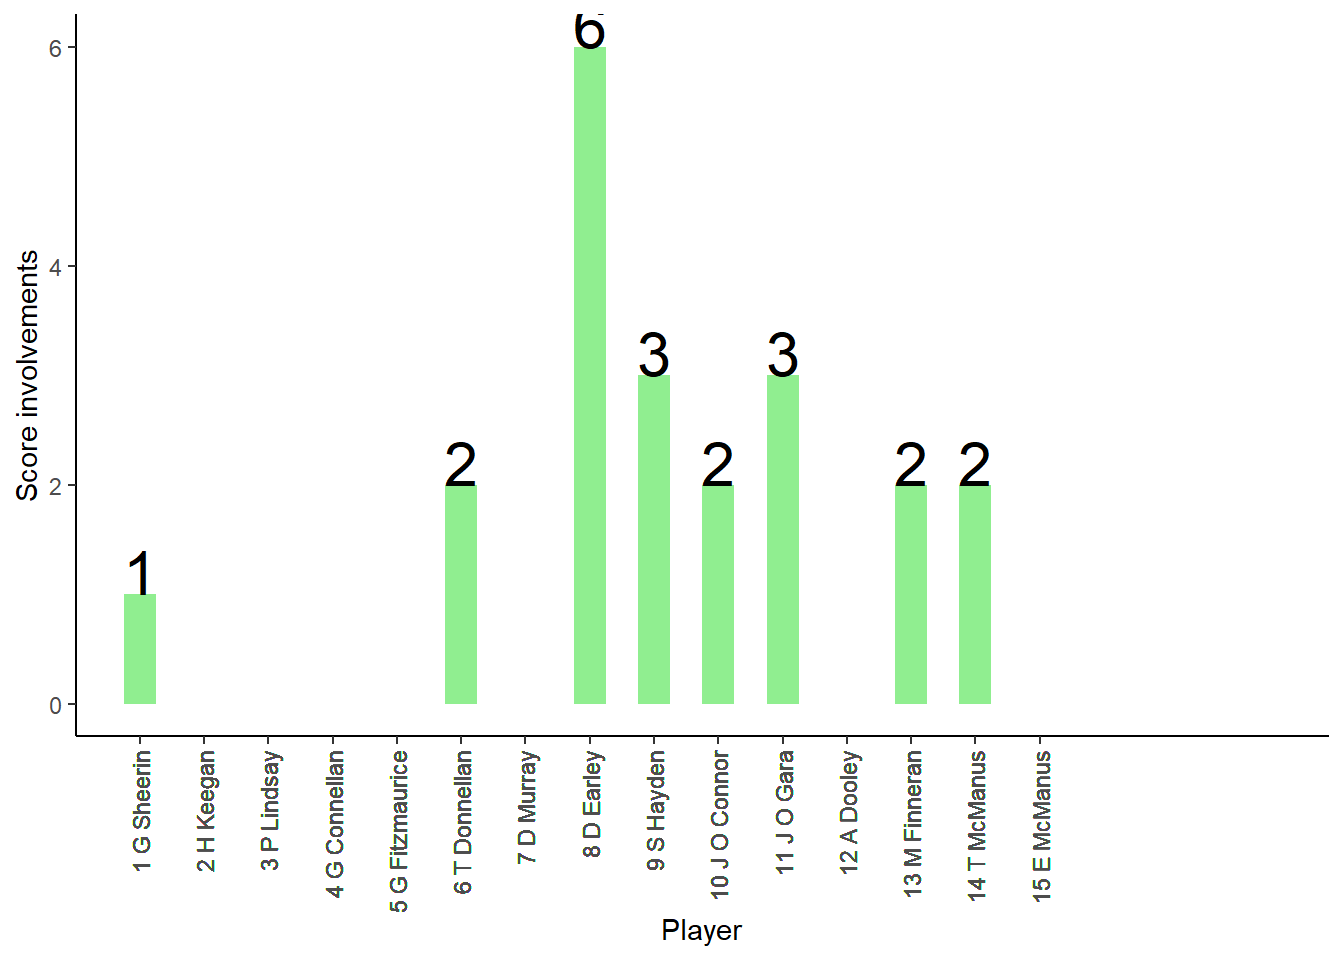 6
6
4
3
3
2
2
2
2
2
1
0
Score involvements
1 G Sheerin
2 H Keegan
3 P Lindsay
4 G Connellan
5 G Fitzmaurice
6 T Donnellan
7 D Murray
8 D Earley
9 S Hayden
10 J O Connor
11 J O Gara
12 A Dooley
13 M Finneran
14 T McManus
15 E McManus
Player